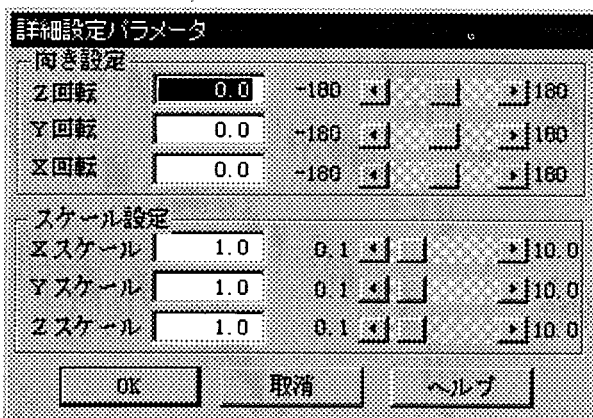 詳細設定パラメータ
向き設定
Z回転 0.0 -180 180
Y回転 0.0 -180 180
X回転 0.0 -180 180
スケール設定
Xスケール 1.0 0.1 10.0
Yスケール 1.0 0.1 10.0
Zスケール 1.0 0.1 10.0
OK 取消 ヘルプ